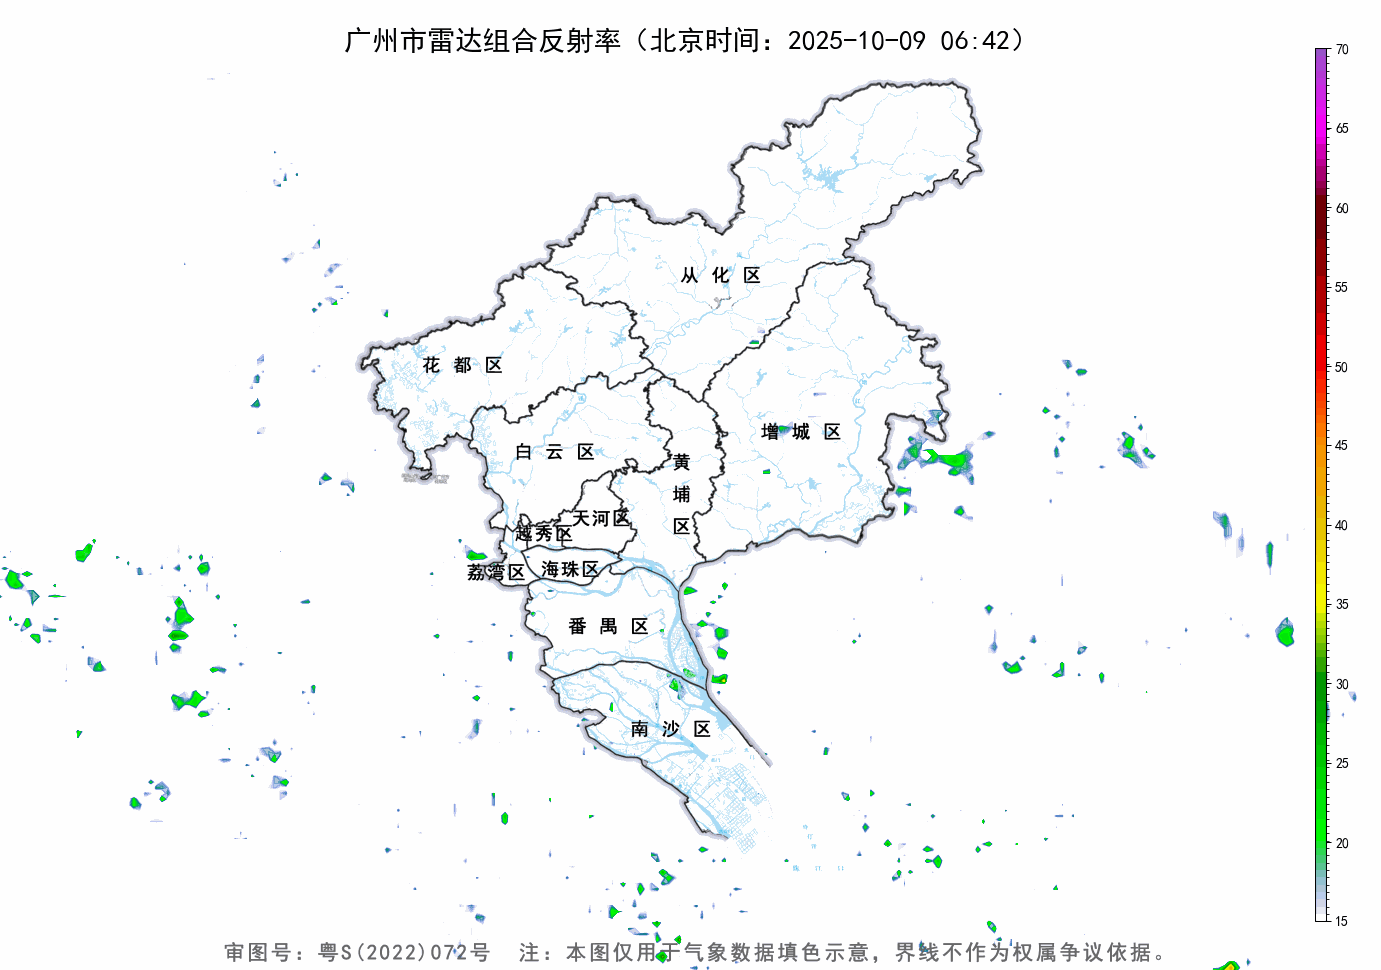 广州市雷达组合反射率（北京时间：2025-10-09 06:42）
70
65
60
55
50
45
40
35
30
25
20
15
从化区
花都区
增城区
白云区
黄埔区
天河区
越秀区
荔湾区
海珠区
番禺区
南沙区
审图号：粤S(2022)072号 注：本图仅用于气象数据填色示意，界线不作为权属争议依据。